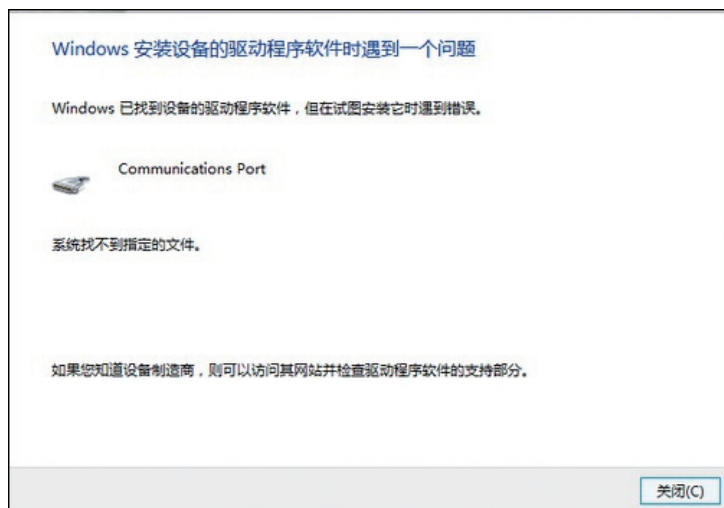 Windows 安装设备的驱动程序软件时遇到一个问题
Windows 已找到设备的驱动程序软件，但在试图安装它时遇到错误。
Communications Port
系统找不到指定的文件。
如果您知道设备制造商，则可以访问其网站并检查驱动程序软件的支持部分。
关闭(C)